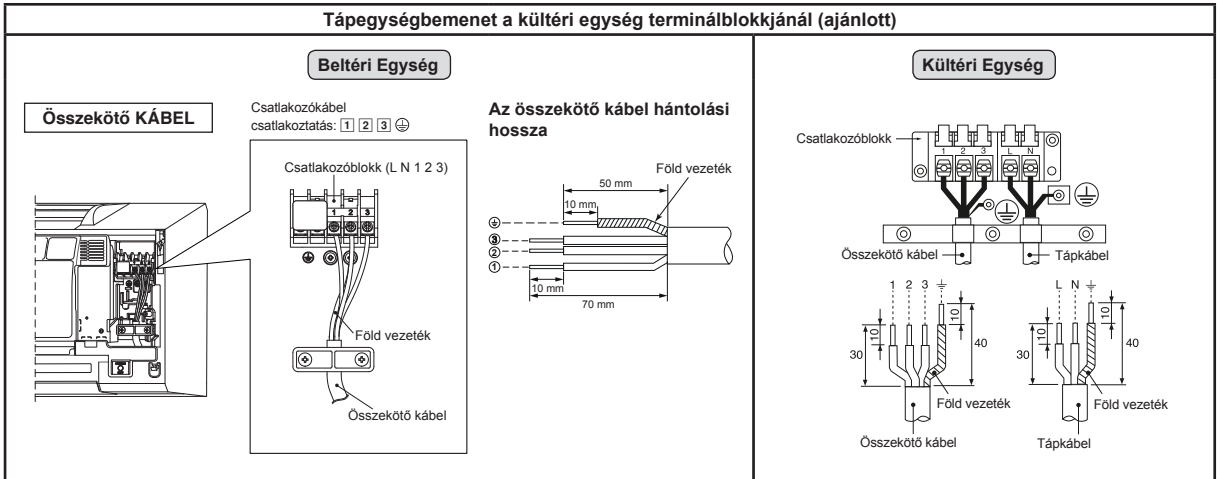 Tápegységbemenet a kültéri egység terminálblokkjánál (ajánlott)
Beltéri Egység
Összekötő KÁBEL
Csatlakozókábel
csatlakoztatás: 1 2 3 ⏚
Csatlakozóblokk (L N 1 2 3)
1 2 3
Föld vezeték
Összekötő kábel
Az összekötő kábel hántolási
hossza
Föld vezeték
50 mm
10 mm
⏚
③
②
①
10 mm
70 mm
Kültéri Egység
Csatlakozóblokk
1 2 3 L N
Összekötő kábel
Tápkábel
1 2 3 ⏚
10
10
30
40
Föld vezeték
Összekötő kábel
L N ⏚
10
10
30
40
Föld vezeték
Tápkábel